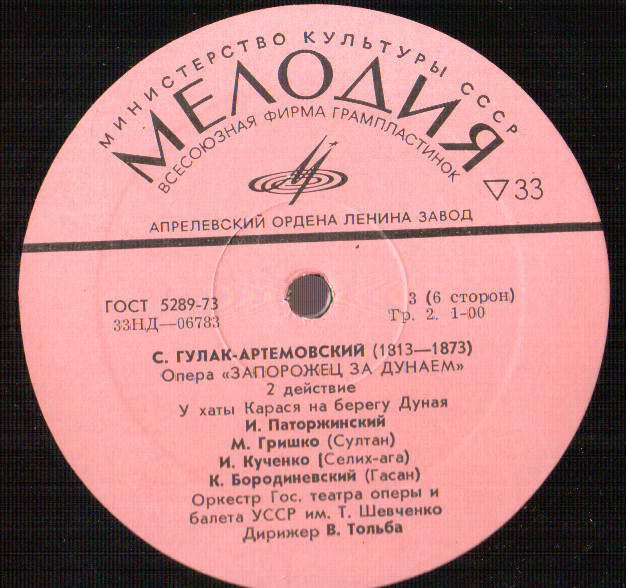 МИНИСТЕРСТВО КУЛЬТУРЫ СССР
МЕЛОДИЯ
ВСЕСОЮЗНАЯ ФИРМА ГРАМПЛАСТИНОК
▽33
АПРЕЛЕВСКИЙ ОРДЕНА ЛЕНИНА ЗАВОД
ГОСТ 5289-73
33НД—06783
3 (6 сторон)
Гр. 2. 1-00
С. ГУЛАК-АРТЕМОВСКИЙ (1813—1873)
Опера «ЗАПОРОЖЕЦ ЗА ДУНАЕМ»
2 действие
У хаты Карася на берегу Дуная
И. Паторжинский
М. Гришко (Султан)
И. Кученко [Селих-ага)
К. Бородиневский (Гасан)
Оркестр Гос. театра оперы и
балета УССР им. Т. Шевченко
Дирижер В. Тольба